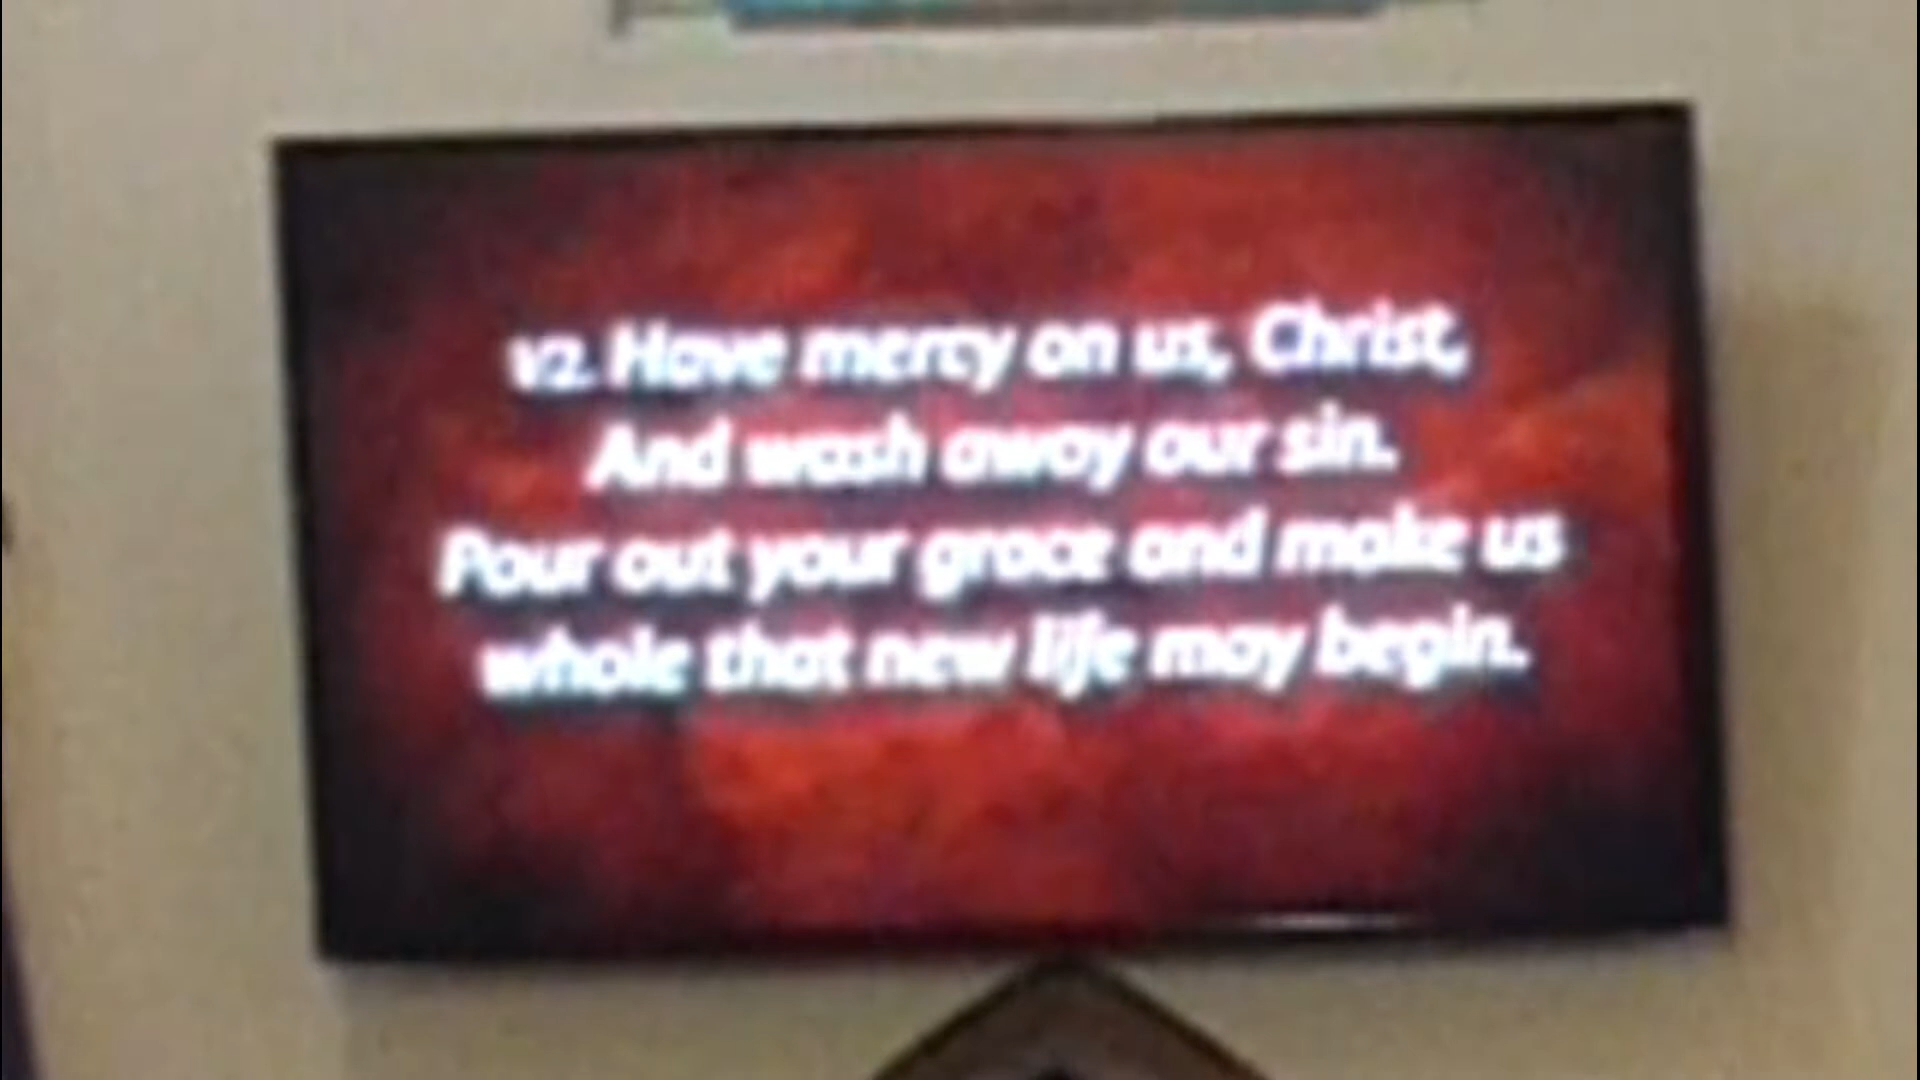 V2. Have mercy on us, Christ,
And wash away our sin.
Pour out your grace and make us
whole that new life may begin.